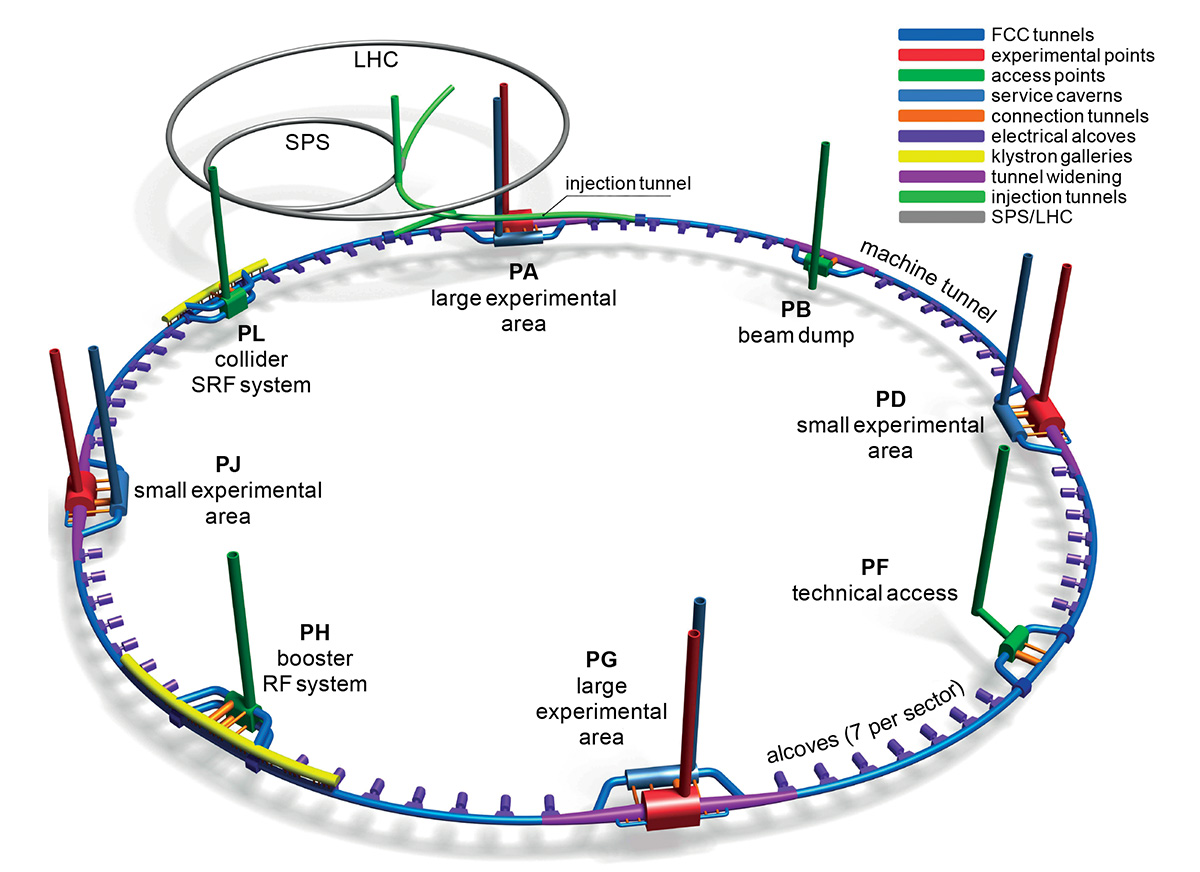 LHC
SPS
injection tunnel
FCC tunnels
experimental points
access points
service caverns
connection tunnels
electrical alcoves
klystron galleries
tunnel widening
injection tunnels
SPS/LHC
PA
large experimental
area
PB
beam dump
machine tunnel
PL
collider
SRF system
PD
small experimental
area
PJ
small experimental
area
PF
technical access
PH
booster
RF system
PG
large
experimental
area
alcoves (7 per sector)